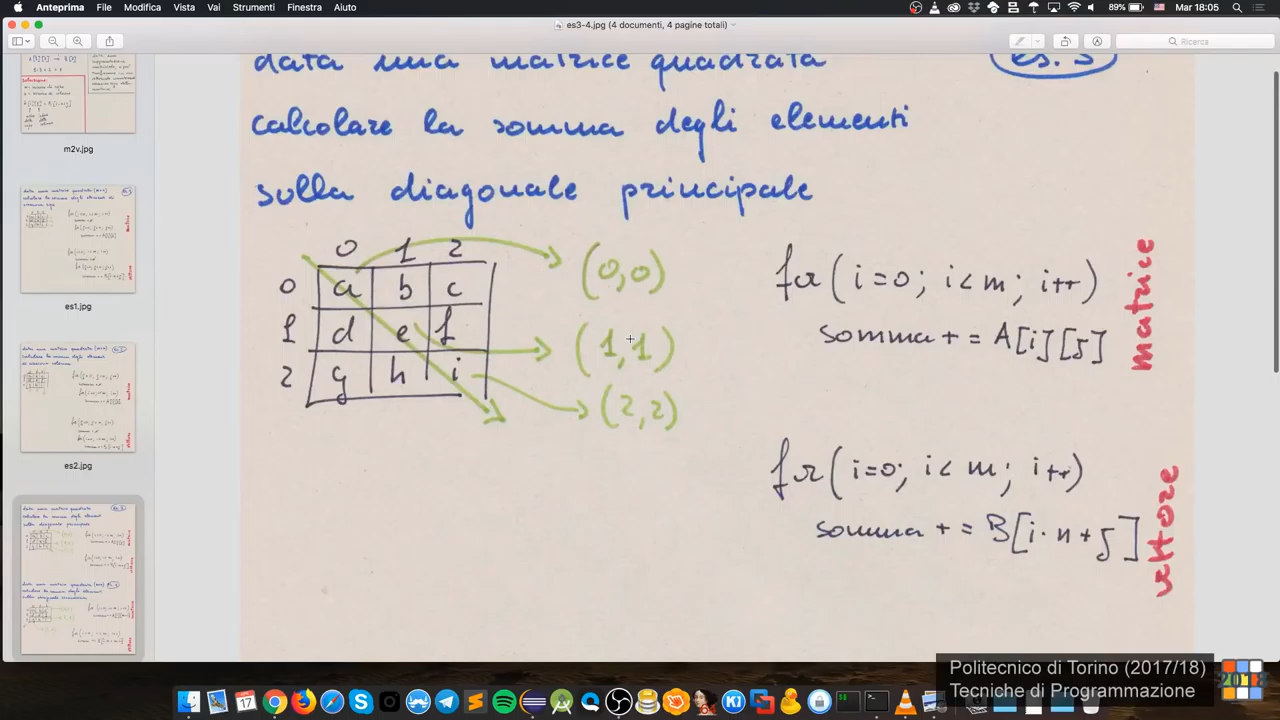 Anteprima File Modifica Vista Vai Strumenti Finestra Aiuto
89% Mar 18:05
es3-4.jpg (4 documenti, 4 pagine totali)
Ricerca
data una matrice quadrata es. 3
calcolare la somma degli elementi
sulla diagonale principale
0 1 2
0 a b c (0,0)
1 d e f (1,1)
2 g h i (2,2)
for (i=0; i<m; i++)
somma += A[i][j]
matrice
for (i=0; i<m; i++)
somma += B[i·n+j]
vettore
m2v.jpg
es1.jpg
es2.jpg
Politecnico di Torino (2017/18)
Tecniche di Programmazione
2018
17